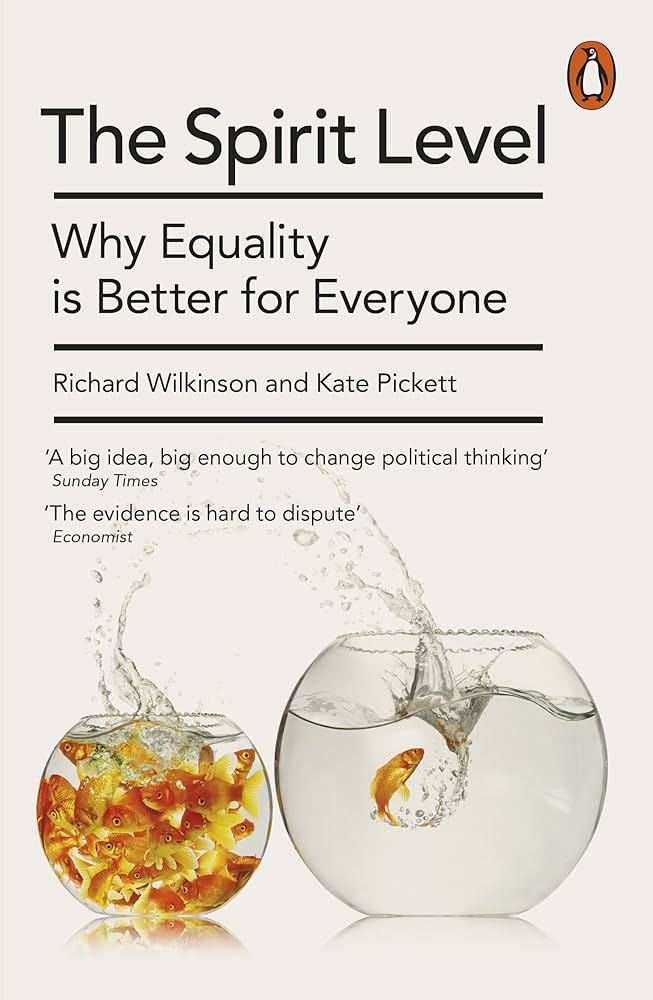 The Spirit Level
Why Equality
is Better for Everyone
Richard Wilkinson and Kate Pickett
‘A big idea, big enough to change political thinking’
Sunday Times
‘The evidence is hard to dispute’
Economist